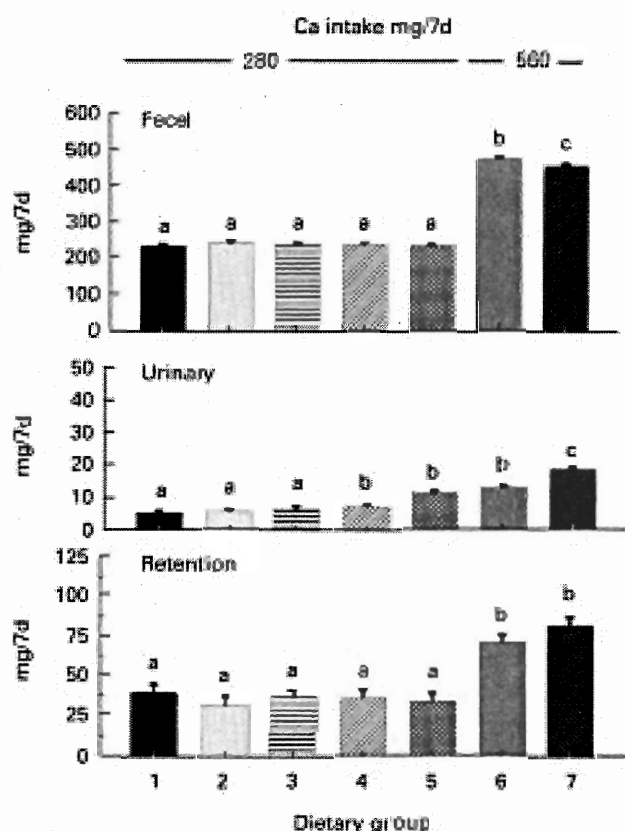 Ca intake mg/7d
280 560
600
500
400
300
200
100
0
mg/7d
Fecal
a a a a a b c
50
40
30
20
10
0
mg/7d
Urinary
a a a b b b c
125
100
75
50
25
0
mg/7d
Retention
a a a a a b b
1 2 3 4 5 6 7
Dietary group